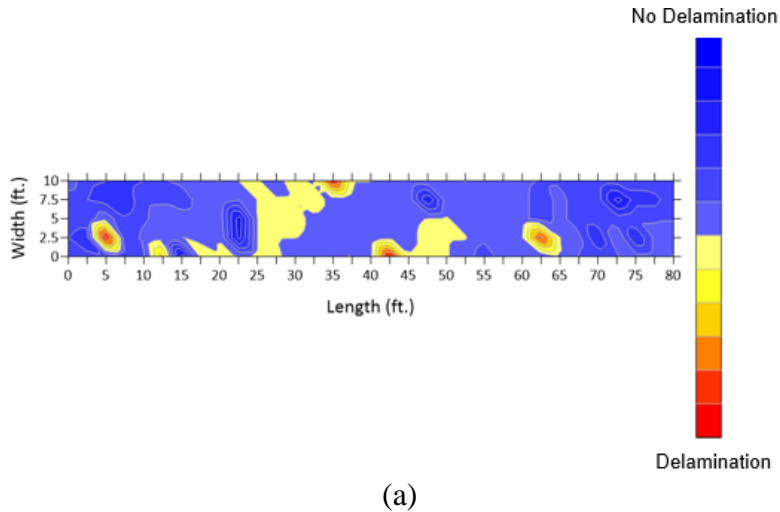 No Delamination
Width (ft.)
10
7.5
5
2.5
0
0 5 10 15 20 25 30 35 40 45 50 55 60 65 70 75 80
Length (ft.)
Delamination
(a)